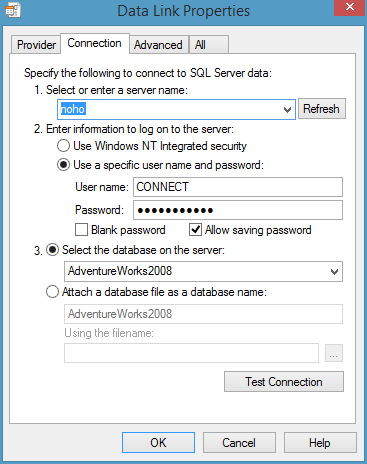 Data Link Properties
Provider Connection Advanced All
Specify the following to connect to SQL Server data:
1. Select or enter a server name:
noho Refresh
2. Enter information to log on to the server:
Use Windows NT Integrated security
Use a specific user name and password:
User name: CONNECT
Password: ●●●●●●●●●●●
Blank password Allow saving password
3. Select the database on the server:
AdventureWorks2008
Attach a database file as a database name:
AdventureWorks2008
Using the filename:
...
Test Connection
OK Cancel Help